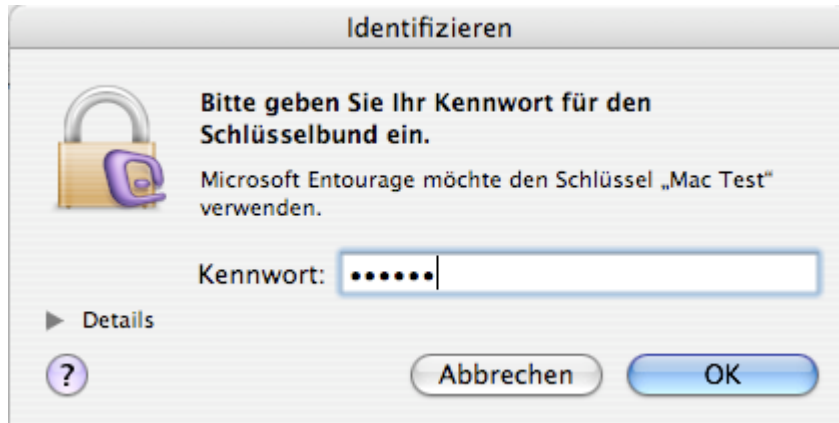 Identifizieren
Bitte geben Sie Ihr Kennwort für den
Schlüsselbund ein.
Microsoft Entourage möchte den Schlüssel „Mac Test“
verwenden.
Kennwort: ••••••
Details
? Abbrechen OK